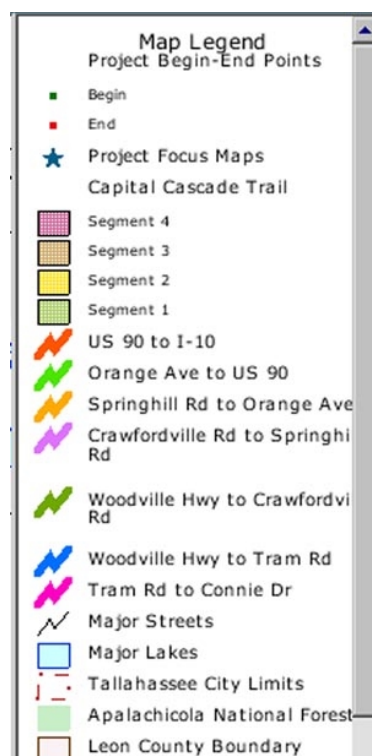 Map Legend
Project Begin-End Points
Begin
End
Project Focus Maps
Capital Cascade Trail
Segment 4
Segment 3
Segment 2
Segment 1
US 90 to I-10
Orange Ave to US 90
Springhill Rd to Orange Ave
Crawfordville Rd to Springhi
Rd
Woodville Hwy to Crawfordvi
Rd
Woodville Hwy to Tram Rd
Tram Rd to Connie Dr
Major Streets
Major Lakes
Tallahassee City Limits
Apalachicola National Forest
Leon County Boundary